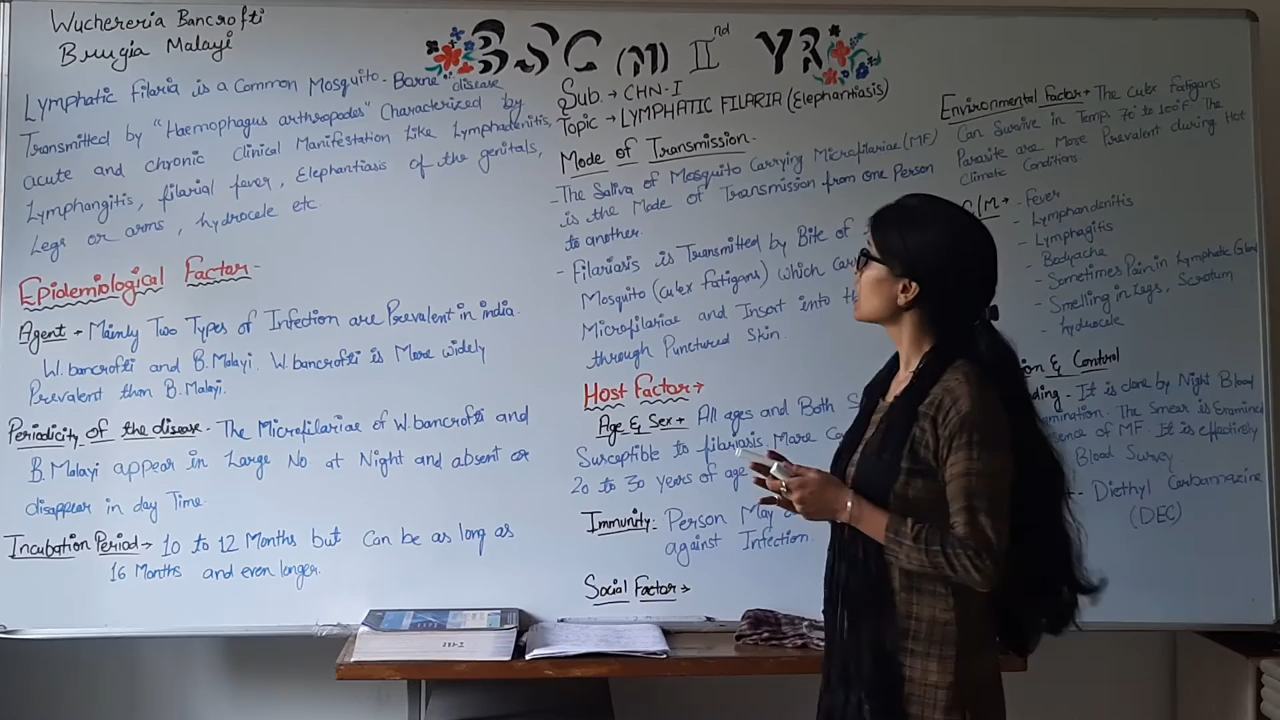 Wuchereria Bancrofti
Brugia Malayi
BSC (N) II nd YR
Lymphatic Filaria is a Common Mosquito-Barne" disease
Transmitted by "Haemophagus arthropodes" Characterized by
acute and chronic Clinical Manifestation Like Lymphadenitis,
Lymphangitis, filarial fever, Elephantiasis of the genitals,
Legs or arms, hydrocele etc.
Epidemiological Factor-
Agent → Mainly Two Types of Infection are Prevalent in india.
W.bancrofti and B.Malayi. W.bancrofti is More widely
Prevalent than B.Malayi.
Periodicity of the disease - The Microfilariae of W.bancrofti and
B.Malayi appear in Large No. at Night and absent or
disappear in day Time.
Incubation Period → 10 to 12 Months but Can be as long as
16 Months and even longer.
Sub. → CHN-I
Topic → LYMPHATIC FILARIA (Elephantiasis)
Mode of Transmission.
- The Saliva of Mosquito Carrying Microfilariae (MF)
is the Mode of Transmission from one Person
to another.
- Filariasis is Transmitted by Bite of
Mosquito (culex fatigans) which
Microfilariae and Insort into
through Punctured Skin.
Host Factor →
Age & Sex → All ages and Both
Susceptible to filariasis. More
20 to 30 years of age
Immunity: Person May
against Infection.
Social Factor →
Environmental Factor → The culex fatigans
Can Survive in Temp. 70° to 100°F. The
Parasite are More Prevalent during Hot
Climatic Conditions
C/M → - Fever
- Lymphandenitis
- Lymphagitis
- Bodyache
- Sometimes Pain in Lymphatic Gland
- Smelling in Legs, Scrotum
- hydrocele
& Control
- It is done by Night Blood
The Smear is Examined
of MF. It is effectively
Blood Survey.
- Diethyl Carbamazine
(DEC)